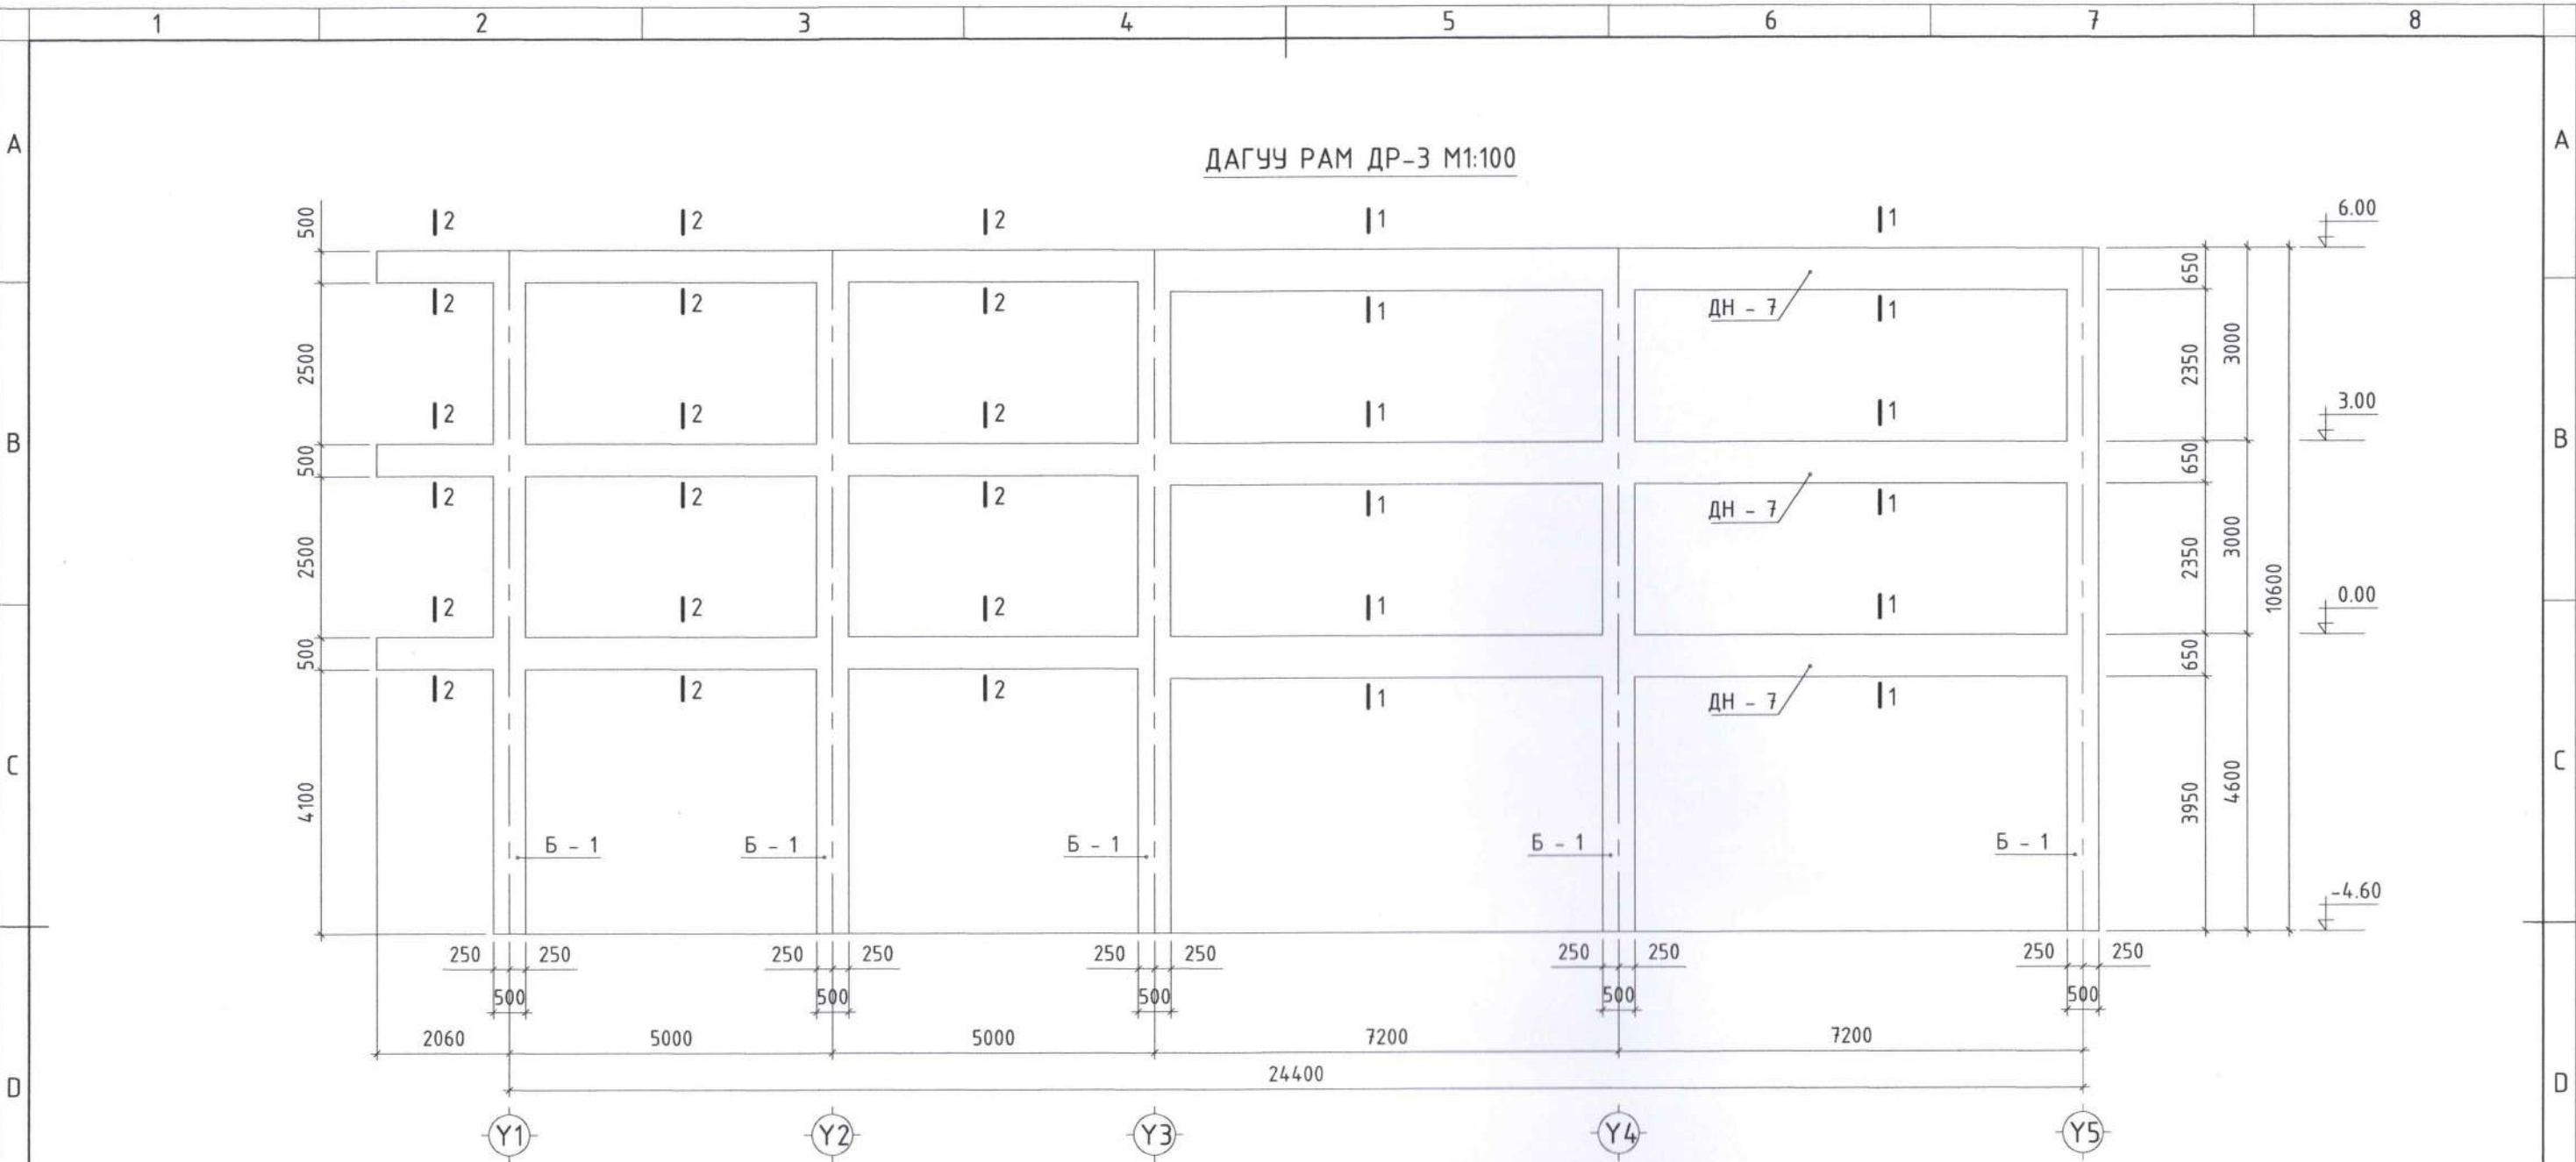 1 2 3 4 5 6 7 8
A A
ДАГУУ РАМ ДР-3 М1:100
500 2 2 2 1 1 6.00
650
2 2 2 1 ДН - 7 1
2500 2350 3000
2 2 2 1 1 3.00
B B
500 650
2 2 2 1 ДН - 7 1
2500 2350 3000
10600
2 2 2 1 1 0.00
500 650
2 2 2 1 ДН - 7 1
C C
4100 3950 4600
Б - 1 Б - 1 Б - 1 Б - 1 Б - 1
-4.60
250 250 250 250 250 250 250 250 250 250
500 500 500 500 500
2060 5000 5000 7200 7200
24400
D D
Y1 Y2 Y3 Y4 Y5